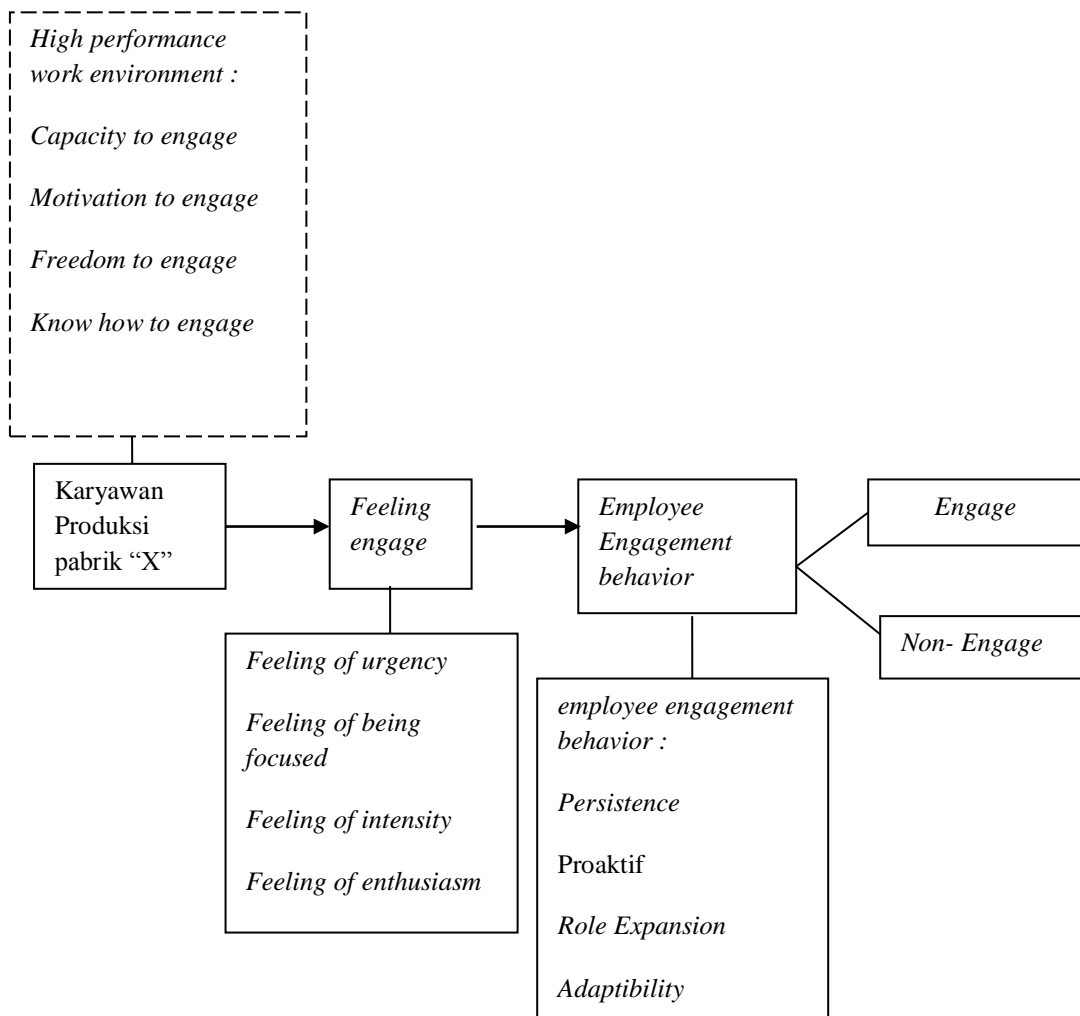 High performance
work environment :
Capacity to engage
Motivation to engage
Freedom to engage
Know how to engage
Karyawan
Produksi
pabrik “X”
Feeling
engage
Employee
Engagement
behavior
Engage
Non- Engage
Feeling of urgency
Feeling of being
focused
Feeling of intensity
Feeling of enthusiasm
employee engagement
behavior :
Persistence
Proaktif
Role Expansion
Adaptibility